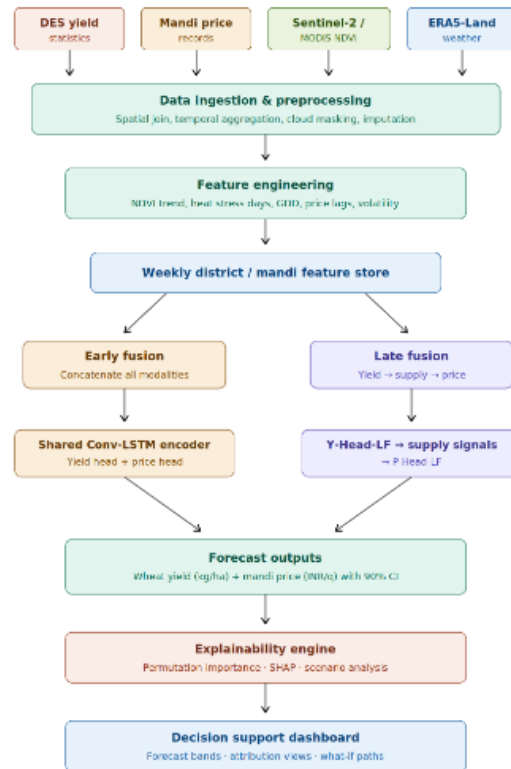 DES yield
statistics
Mandi price
records
Sentinel-2 /
MODIS NDVI
ERA5-Land
weather
Data ingestion & preprocessing
Spatial join, temporal aggregation, cloud masking, imputation
Feature engineering
NDVI trend, heat stress days, GDD, price lags, volatility
Weekly district / mandi feature store
Early fusion
Concatenate all modalities
Late fusion
Yield → supply → price
Shared Conv-LSTM encoder
Yield head + price head
Y-Head-LF → supply signals
→ P Head LF
Forecast outputs
Wheat yield (kg/ha) + mandi price (INR/q) with 90% CI
Explainability engine
Permutation importance · SHAP · scenario analysis
Decision support dashboard
Forecast bands · attribution views · what-if paths